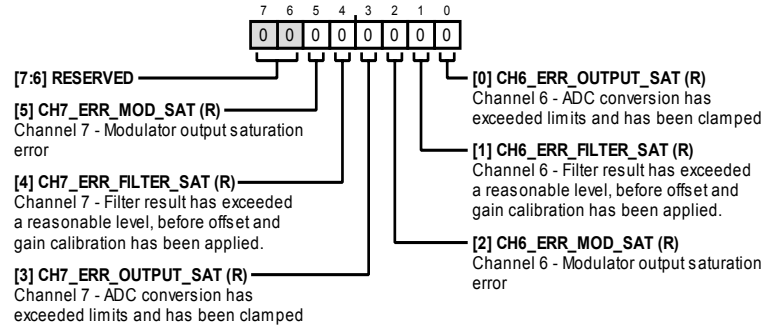 7 6 5 4 3 2 1 0
0 0 0 0 0 0 0 0
[7:6] RESERVED
[5] CH7_ERR_MOD_SAT (R)
Channel 7 - Modulator output saturation
error
[4] CH7_ERR_FILTER_SAT (R)
Channel 7 - Filter result has exceeded
a reasonable level, before offset and
gain calibration has been applied.
[3] CH7_ERR_OUTPUT_SAT (R)
Channel 7 - ADC conversion has
exceeded limits and has been clamped
[0] CH6_ERR_OUTPUT_SAT (R)
Channel 6 - ADC conversion has
exceeded limits and has been clamped
[1] CH6_ERR_FILTER_SAT (R)
Channel 6 - Filter result has exceeded
a reasonable level, before offset and
gain calibration has been applied.
[2] CH6_ERR_MOD_SAT (R)
Channel 6 - Modulator output saturation
error